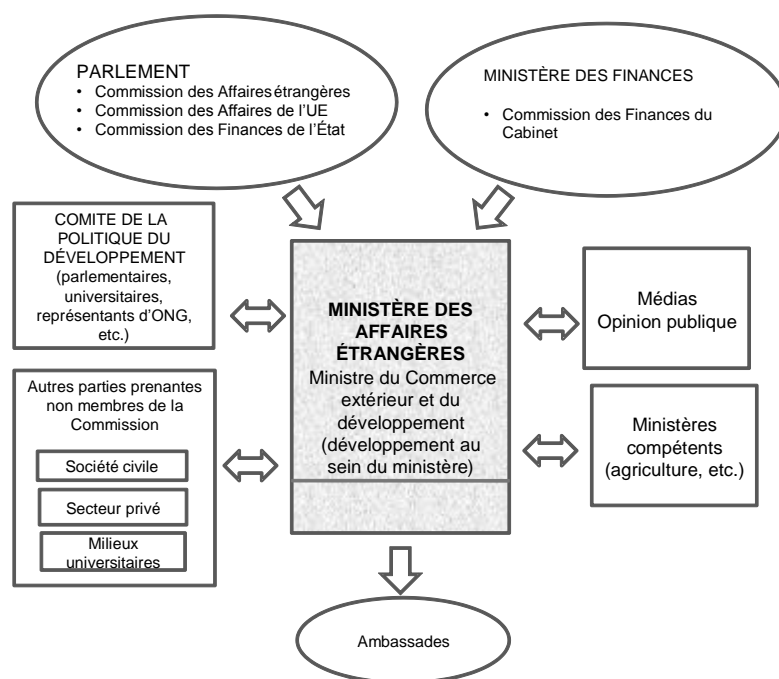 PARLEMENT
• Commission des Affaires étrangères
• Commission des Affaires de l'UE
• Commission des Finances de l'État
MINISTÈRE DES FINANCES
• Commission des Finances du
Cabinet
COMITE DE LA
POLITIQUE DU
DÉVELOPPEMENT
(parlementaires,
universitaires,
représentants d'ONG,
etc.)
MINISTÈRE DES
AFFAIRES
ÉTRANGÈRES
Ministre du Commerce
extérieur et du
développement
(développement au
sein du ministère)
Médias
Opinion publique
Autres parties prenantes
non membres de la
Commission
Société civile
Secteur privé
Milieux
universitaires
Ministères
compétents
(agriculture, etc.)
Ambassades